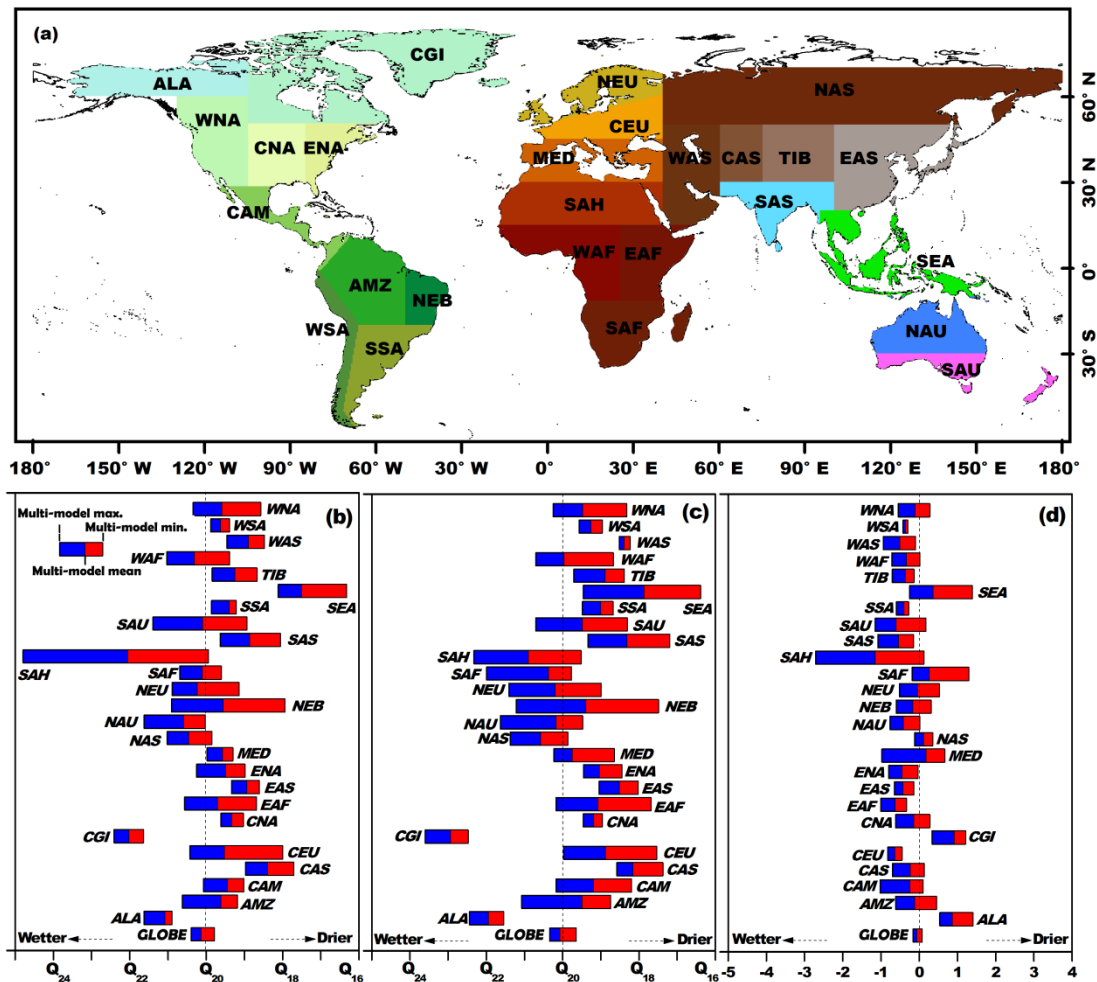 (a)
CGI
ALA
NEU
NAS
WNA
60° N
CEU
CNA ENA
MED WAS CAS TIB EAS
30° N
SAS
CAM
SAH
WAF EAF
SEA
AMZ
0°
NEB
WSA
SAF
NAU
SSA
30° S
SAU
180° 150° W 120° W 90° W 60° W 30° W 0° 30° E 60° E 90° E 120° E 150° E 180°
(b)
Multi-model max.
Multi-model min.
Multi-model mean
WNA
WSA
WAS
WAF
TIB
SEA
SSA
SAU
SAS
SAH
SAF
NEU
NEB
NAU
NAS
MED
ENA
EAS
EAF
CNA
CGI
CEU
CAS
CAM
AMZ
ALA
GLOBE
Wetter Drier
Q24 Q22 Q20 Q18 Q16
(c)
WNA
WSA
WAS
WAF
TIB
SEA
SSA
SAU
SAS
SAH
SAF
NEU
NEB
NAU
NAS
MED
ENA
EAS
EAF
CNA
CGI
CEU
CAS
CAM
AMZ
ALA
GLOBE
Wetter Drier
Q24 Q22 Q20 Q18 Q16
(d)
WNA
WSA
WAS
WAF
TIB
SEA
SSA
SAU
SAS
SAH
SAF
NEU
NEB
NAU
NAS
MED
ENA
EAS
EAF
CNA
CGI
CEU
CAS
CAM
AMZ
ALA
GLOBE
Wetter Drier
-5 -4 -3 -2 -1 0 1 2 3 4